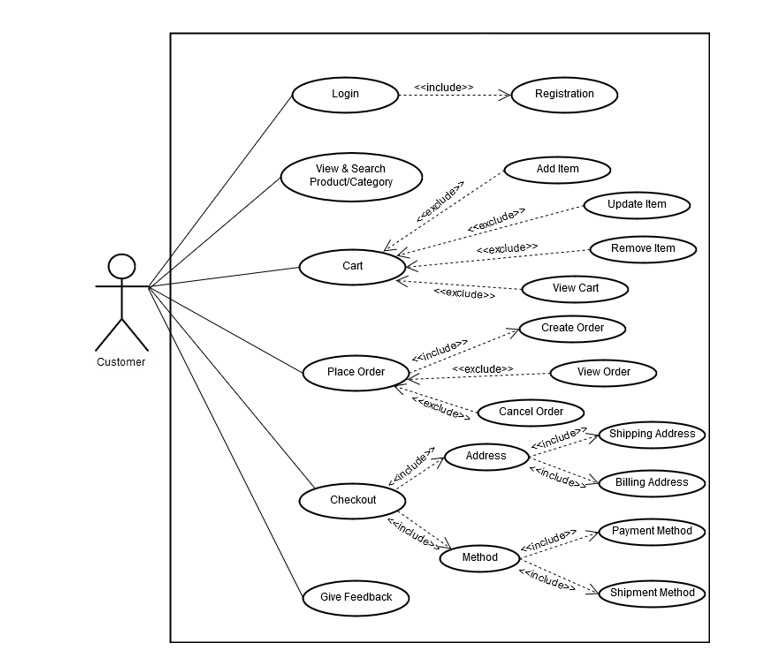 <<include>>
Login
Registration
View & Search
Product/Category
Add Item
<<exclude>>
Update Item
<<exclude>>
Remove Item
<<exclude>>
Cart
View Cart
<<exclude>>
Customer
Create Order
<<include>>
Place Order
<<exclude>>
View Order
<<exclude>>
Cancel Order
Shipping Address
<<include>>
Address
<<include>>
<<include>>
Billing Address
Checkout
<<include>>
Payment Method
<<include>>
Method
<<include>>
Shipment Method
Give Feedback